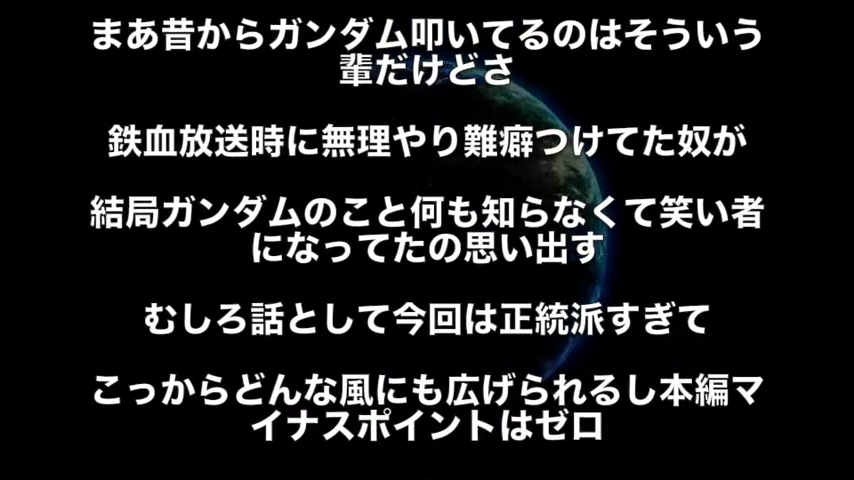 まあ昔からガンダム叩いてるのはそういう
輩だけどさ
鉄血放送時に無理やり難癖つけてた奴が
結局ガンダムのこと何も知らなくて笑い者
になってたの思い出す
むしろ話として今回は正統派すぎて
こっからどんな風にも広げられるし本編マ
イナスポイントはゼロ